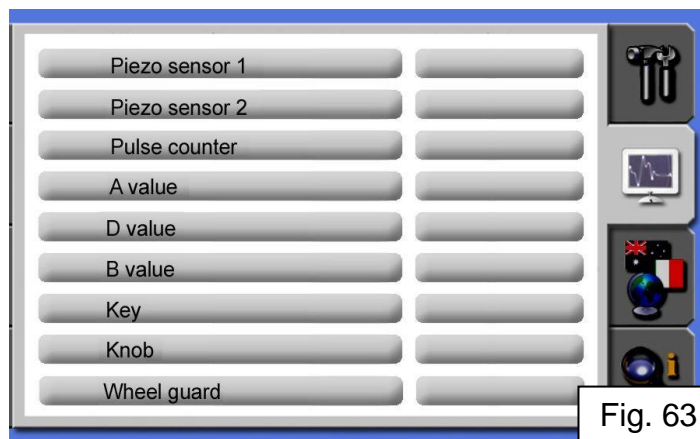 Piezo sensor 1
Piezo sensor 2
Pulse counter
A value
D value
B value
Key
Knob
Wheel guard
Fig. 63